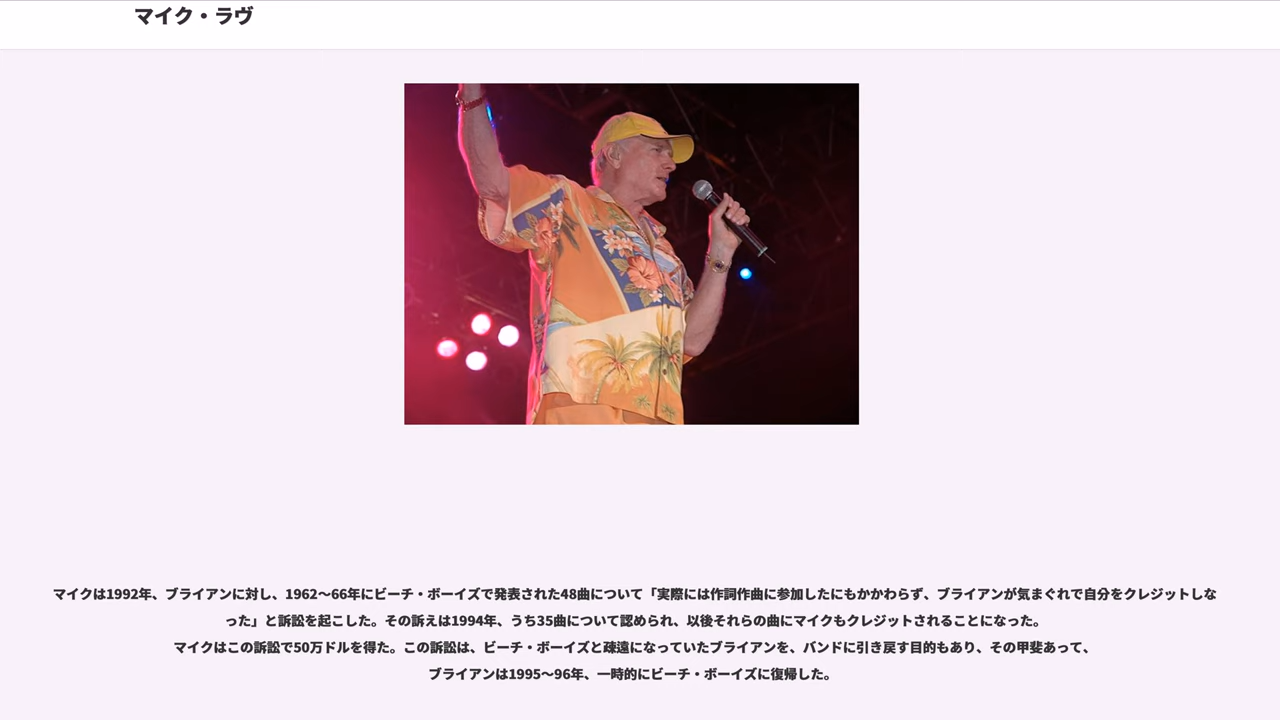 マイク・ラヴ
マイクは1992年、ブライアンに対し、1962〜66年にビーチ・ボーイズで発表された48曲について「実際には作詞作曲に参加したにもかかわらず、ブライアンが気まぐれで自分をクレジットしな
った」と訴訟を起こした。その訴えは1994年、うち35曲について認められ、以後それらの曲にマイクもクレジットされることになった。
マイクはこの訴訟で50万ドルを得た。この訴訟は、ビーチ・ボーイズと疎遠になっていたブライアンを、バンドに引き戻す目的もあり、その甲斐あって、
ブライアンは1995〜96年、一時的にビーチ・ボーイズに復帰した。